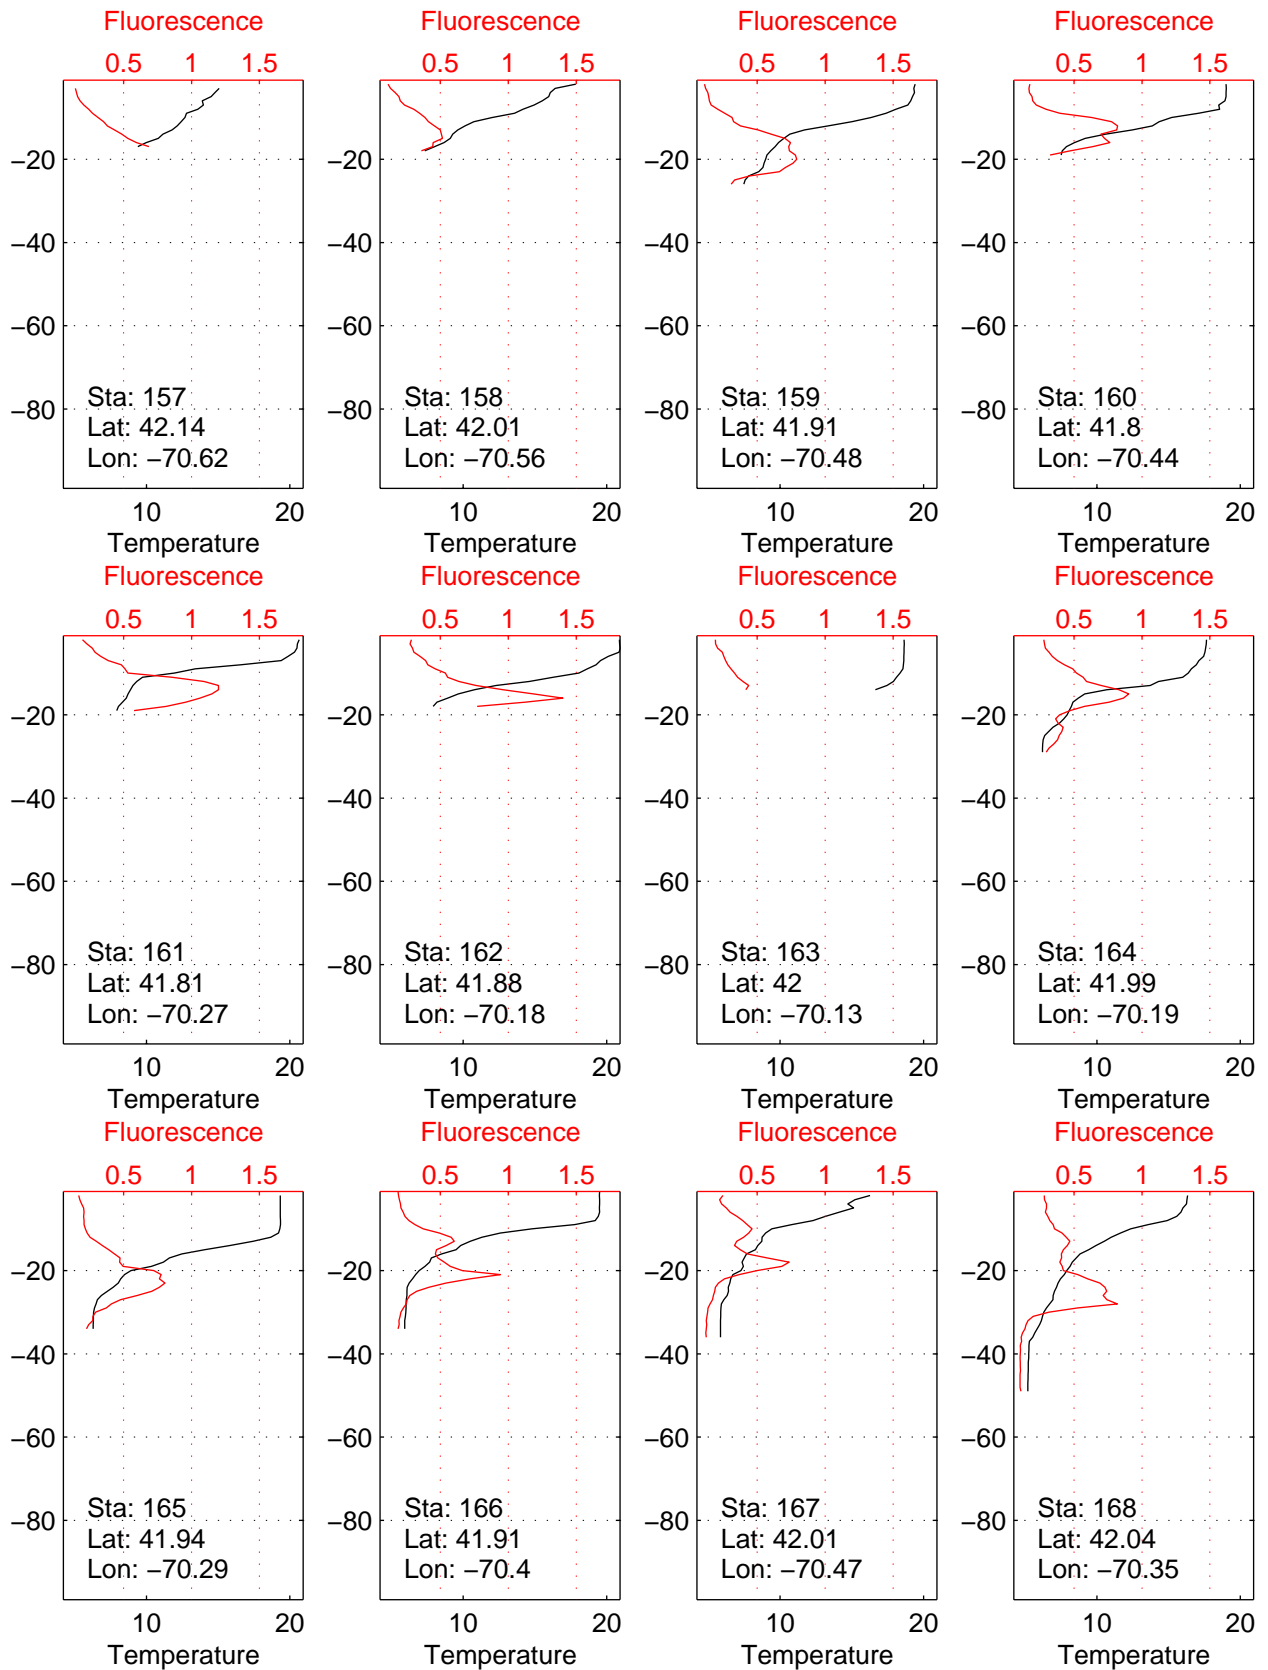 Fluorescence Fluorescence Fluorescence Fluorescence
0.5 1 1.5 0.5 1 1.5 0.5 1 1.5 0.5 1 1.5
−20 −20 −20 −20
−40 −40 −40 −40
−60 −60 −60 −60
Sta: 157 Sta: 158 Sta: 159 Sta: 160
−80 −80 −80 −80
Lat: 42.14 Lat: 42.01 Lat: 41.91 Lat: 41.8
Lon: −70.62 Lon: −70.56 Lon: −70.48 Lon: −70.44
10 20 10 20 10 20 10 20
Temperature Temperature Temperature Temperature
Fluorescence Fluorescence Fluorescence Fluorescence
0.5 1 1.5 0.5 1 1.5 0.5 1 1.5 0.5 1 1.5
−20 −20 −20 −20
−40 −40 −40 −40
−60 −60 −60 −60
Sta: 161 Sta: 162 Sta: 163 Sta: 164
−80 −80 −80 −80
Lat: 41.81 Lat: 41.88 Lat: 42 Lat: 41.99
Lon: −70.27 Lon: −70.18 Lon: −70.13 Lon: −70.19
10 20 10 20 10 20 10 20
Temperature Temperature Temperature Temperature
Fluorescence Fluorescence Fluorescence Fluorescence
0.5 1 1.5 0.5 1 1.5 0.5 1 1.5 0.5 1 1.5
−20 −20 −20 −20
−40 −40 −40 −40
−60 −60 −60 −60
Sta: 165 Sta: 166 Sta: 167 Sta: 168
−80 −80 −80 −80
Lat: 41.94 Lat: 41.91 Lat: 42.01 Lat: 42.04
Lon: −70.29 Lon: −70.4 Lon: −70.47 Lon: −70.35
10 20 10 20 10 20 10 20
Temperature Temperature Temperature Temperature